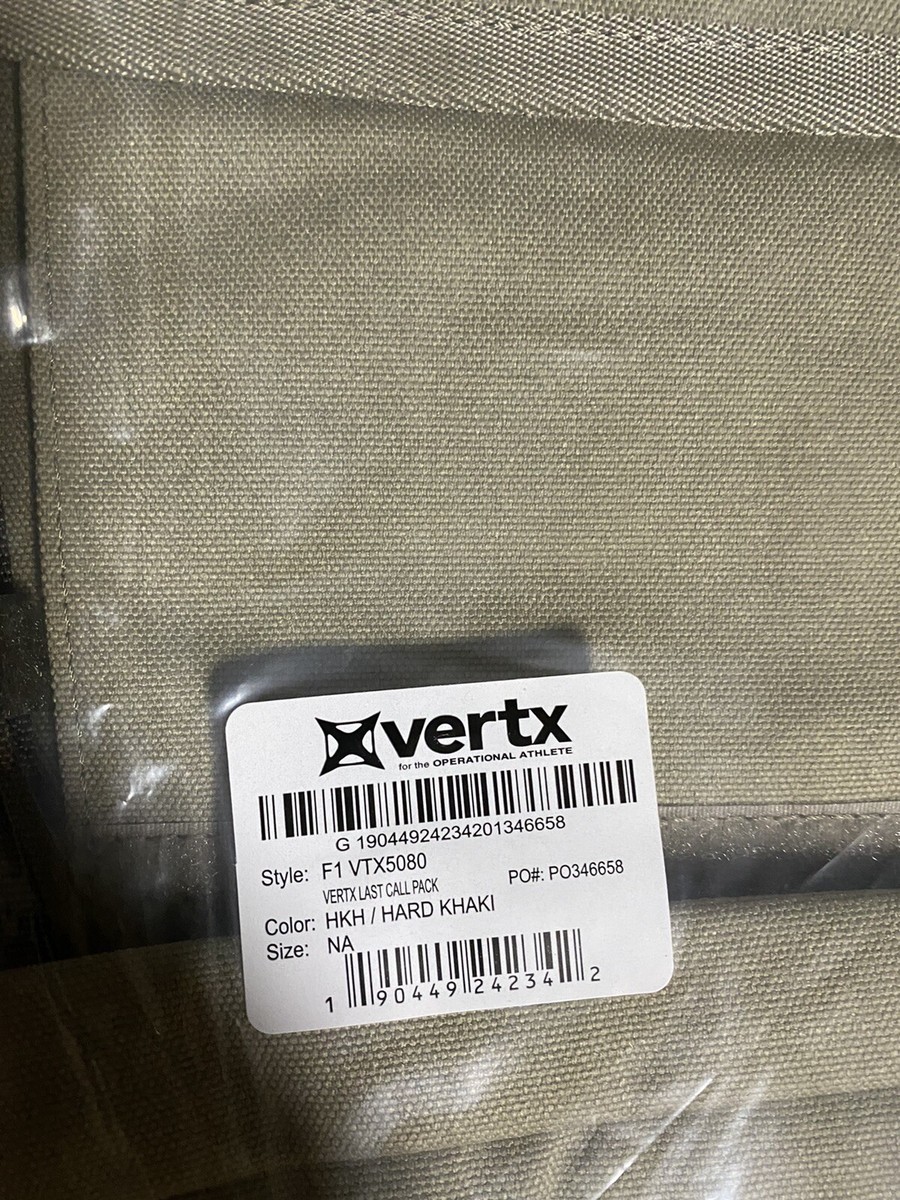 vertx
for the OPERATIONAL ATHLETE
G 19044924234201346658
Style: F1 VTX5080
VERTX LAST CALL PACK
PO#: PO346658
Color: HKH / HARD KHAKI
Size: NA
1 90449 24234 2